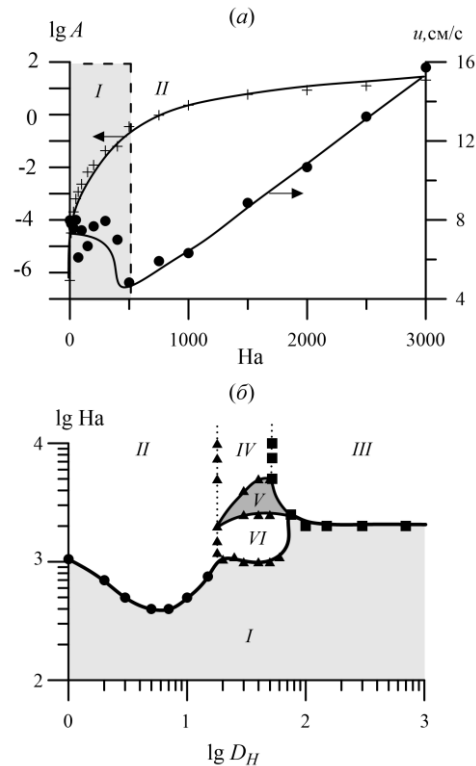 (а)
lg A
u,см/с
2
16
I
II
0
12
-2
-4
8
-6
4
0
1000
2000
3000
Ha
(б)
lg Ha
4
II
IV
III
V
3
VI
I
2
0
1
2
3
lg D_H